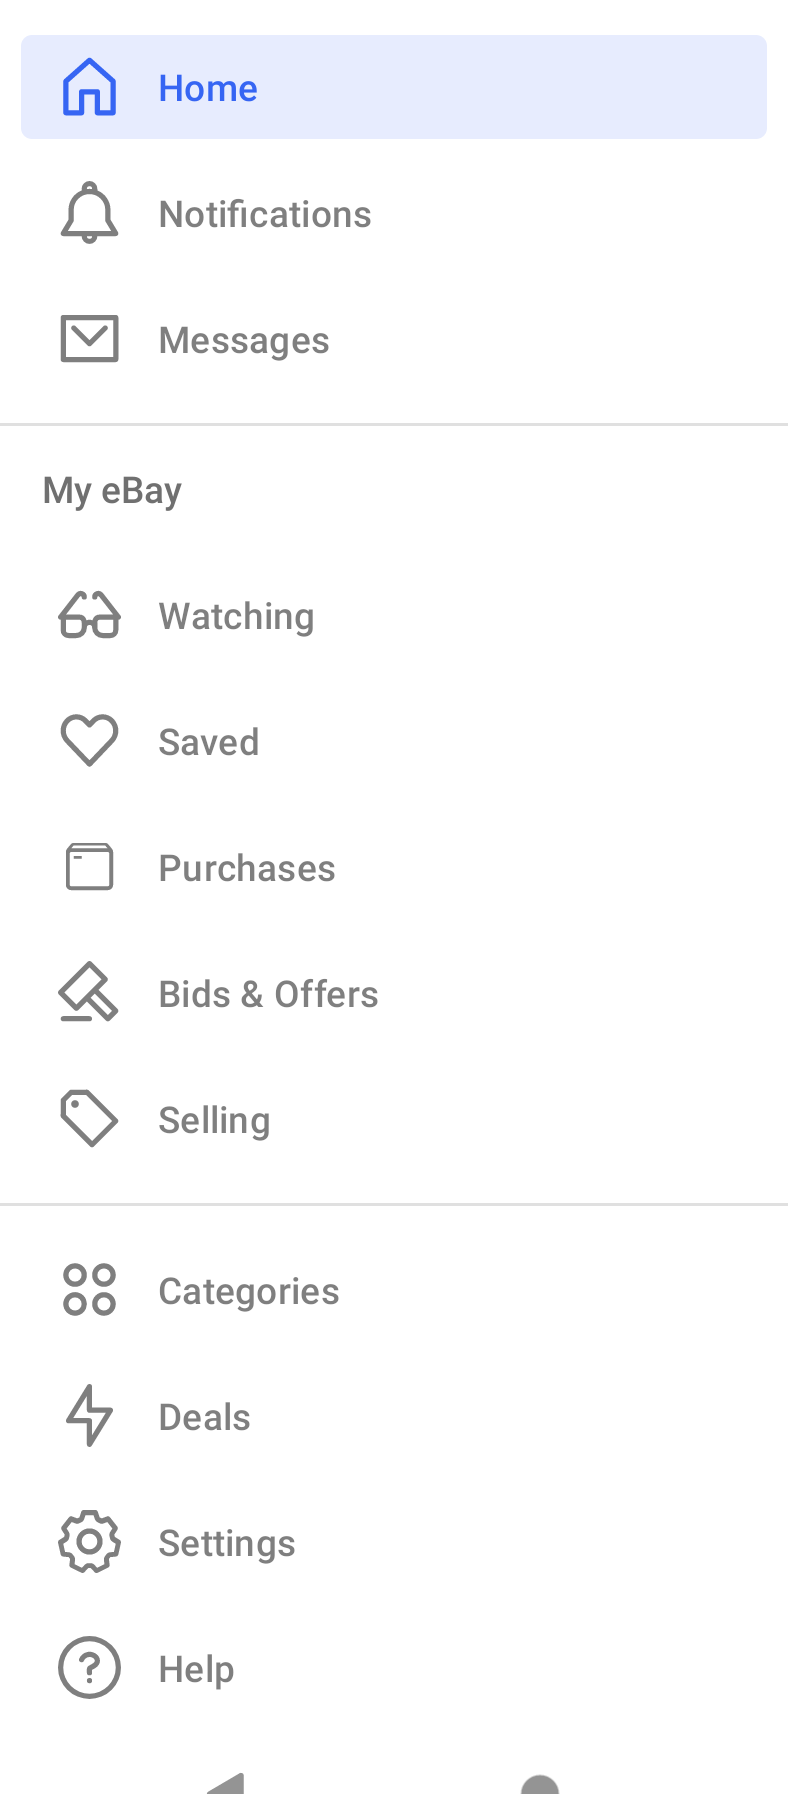 Home
Notifications
Messages
My eBay
Watching
Saved
Purchases
Bids & Offers
Selling
Categories
Deals
Settings
Help